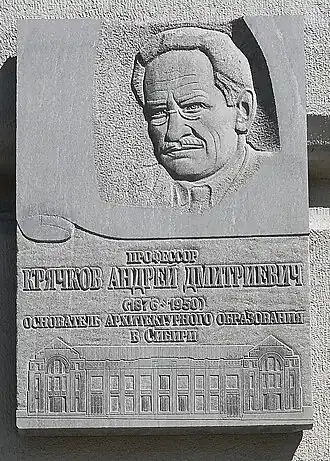 ПРОФЕССОР
КРЯЧКОВ АНДРЕЙ ДМИТРИЕВИЧ
(1876-1950)
ОСНОВАТЕЛЬ АРХИТЕКТУРНОГО ОБРАЗОВАНИЯ
В СИБИРИ